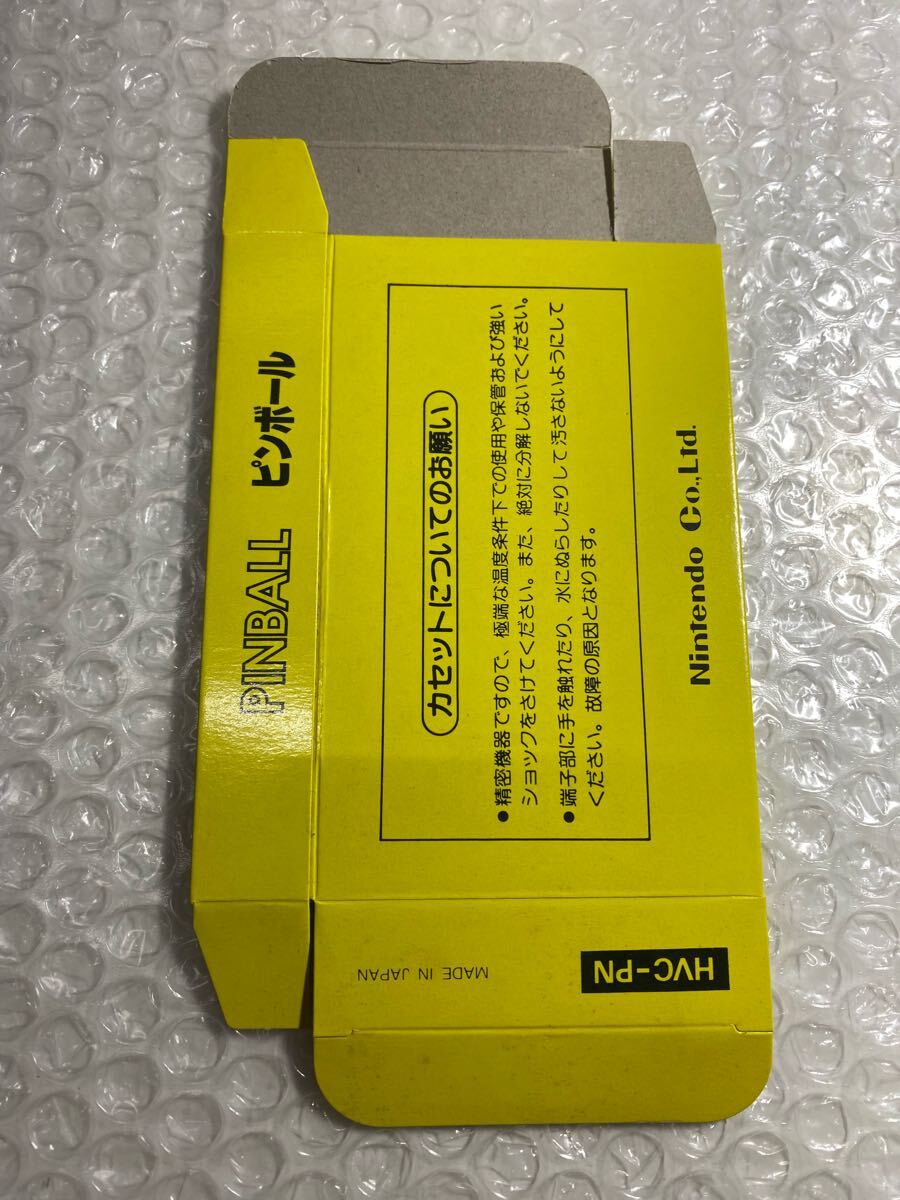 PINBALL ピンボール
カセットについてのお願い
●精密機器ですので、極端な温度条件下での使用や保管および強い
ショックをさけてください。また、絶対に分解しないでください。
●端子部に手を触れたり、水にぬらしたりして汚さないようにして
ください。故障の原因となります。
Nintendo Co.,Ltd.
MADE IN JAPAN
HVC-PN